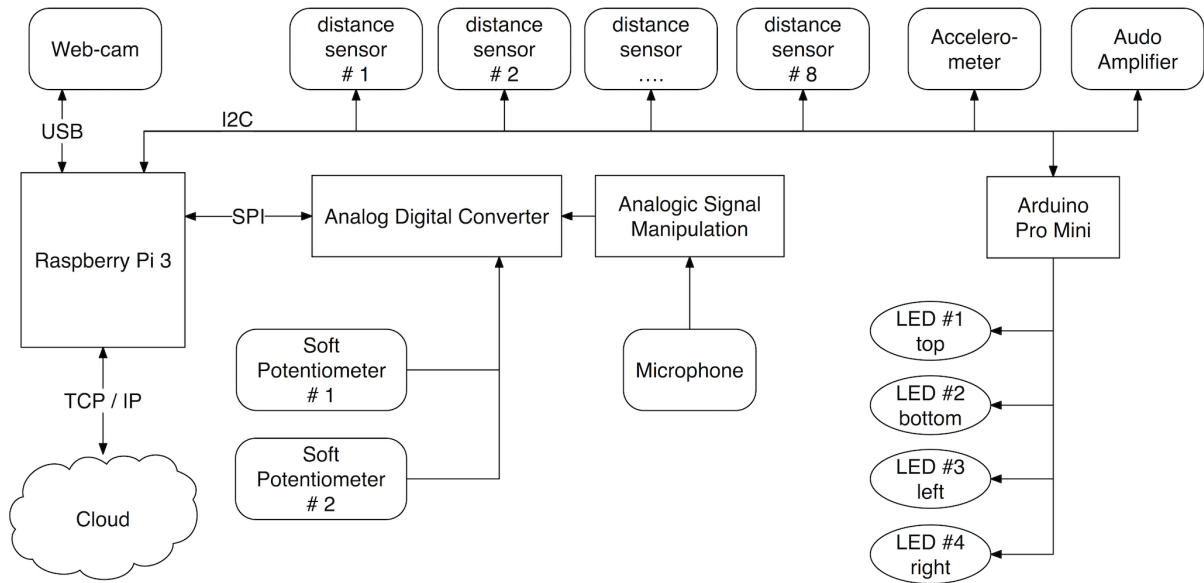 Web-cam
distance
sensor
# 1
distance
sensor
# 2
distance
sensor
....
distance
sensor
# 8
Accelero-
meter
Audo
Amplifier
I2C
USB
Raspberry Pi 3
SPI
Analog Digital Converter
Analogic Signal
Manipulation
Arduino
Pro Mini
Soft
Potentiometer
# 1
Microphone
LED #1
top
TCP / IP
LED #2
bottom
Soft
Potentiometer
# 2
LED #3
left
Cloud
LED #4
right